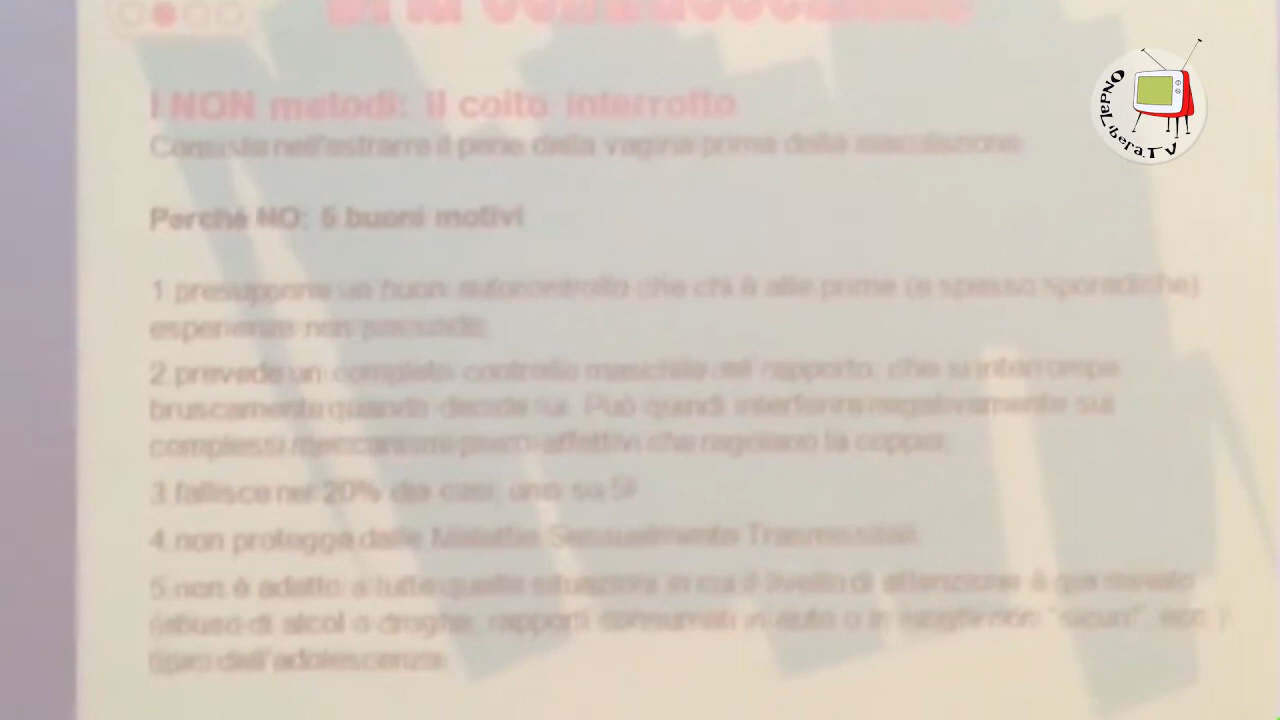 I NON metodi: il coito interrotto
Consiste nell'estrarre il pene dalla vagina prima della eiaculazione
Perchè NO: 5 buoni motivi
1 presuppone un buon autocontrollo che chi è alle prime (e spesso sporadiche)
esperienze non possiede
2 prevede un completo controllo maschile sul rapporto, che si interrompe
bruscamente quando decide lui. Può quindi interferire negativamente sui
complessi meccanismi psico-affettivi che regolano la coppia;
3 fallisce nel 20% dei casi: uno su 5!
4 non protegge dalle Malattie Sessualmente Trasmissibili
5 non è adatto a tutte quelle situazioni in cui il livello di attenzione è
(abuso di alcol o droghe, rapporti consumati in auto o in luoghi non "sicuri", ecc.)
tipici dell'adolescenza
OndaLibera.TV